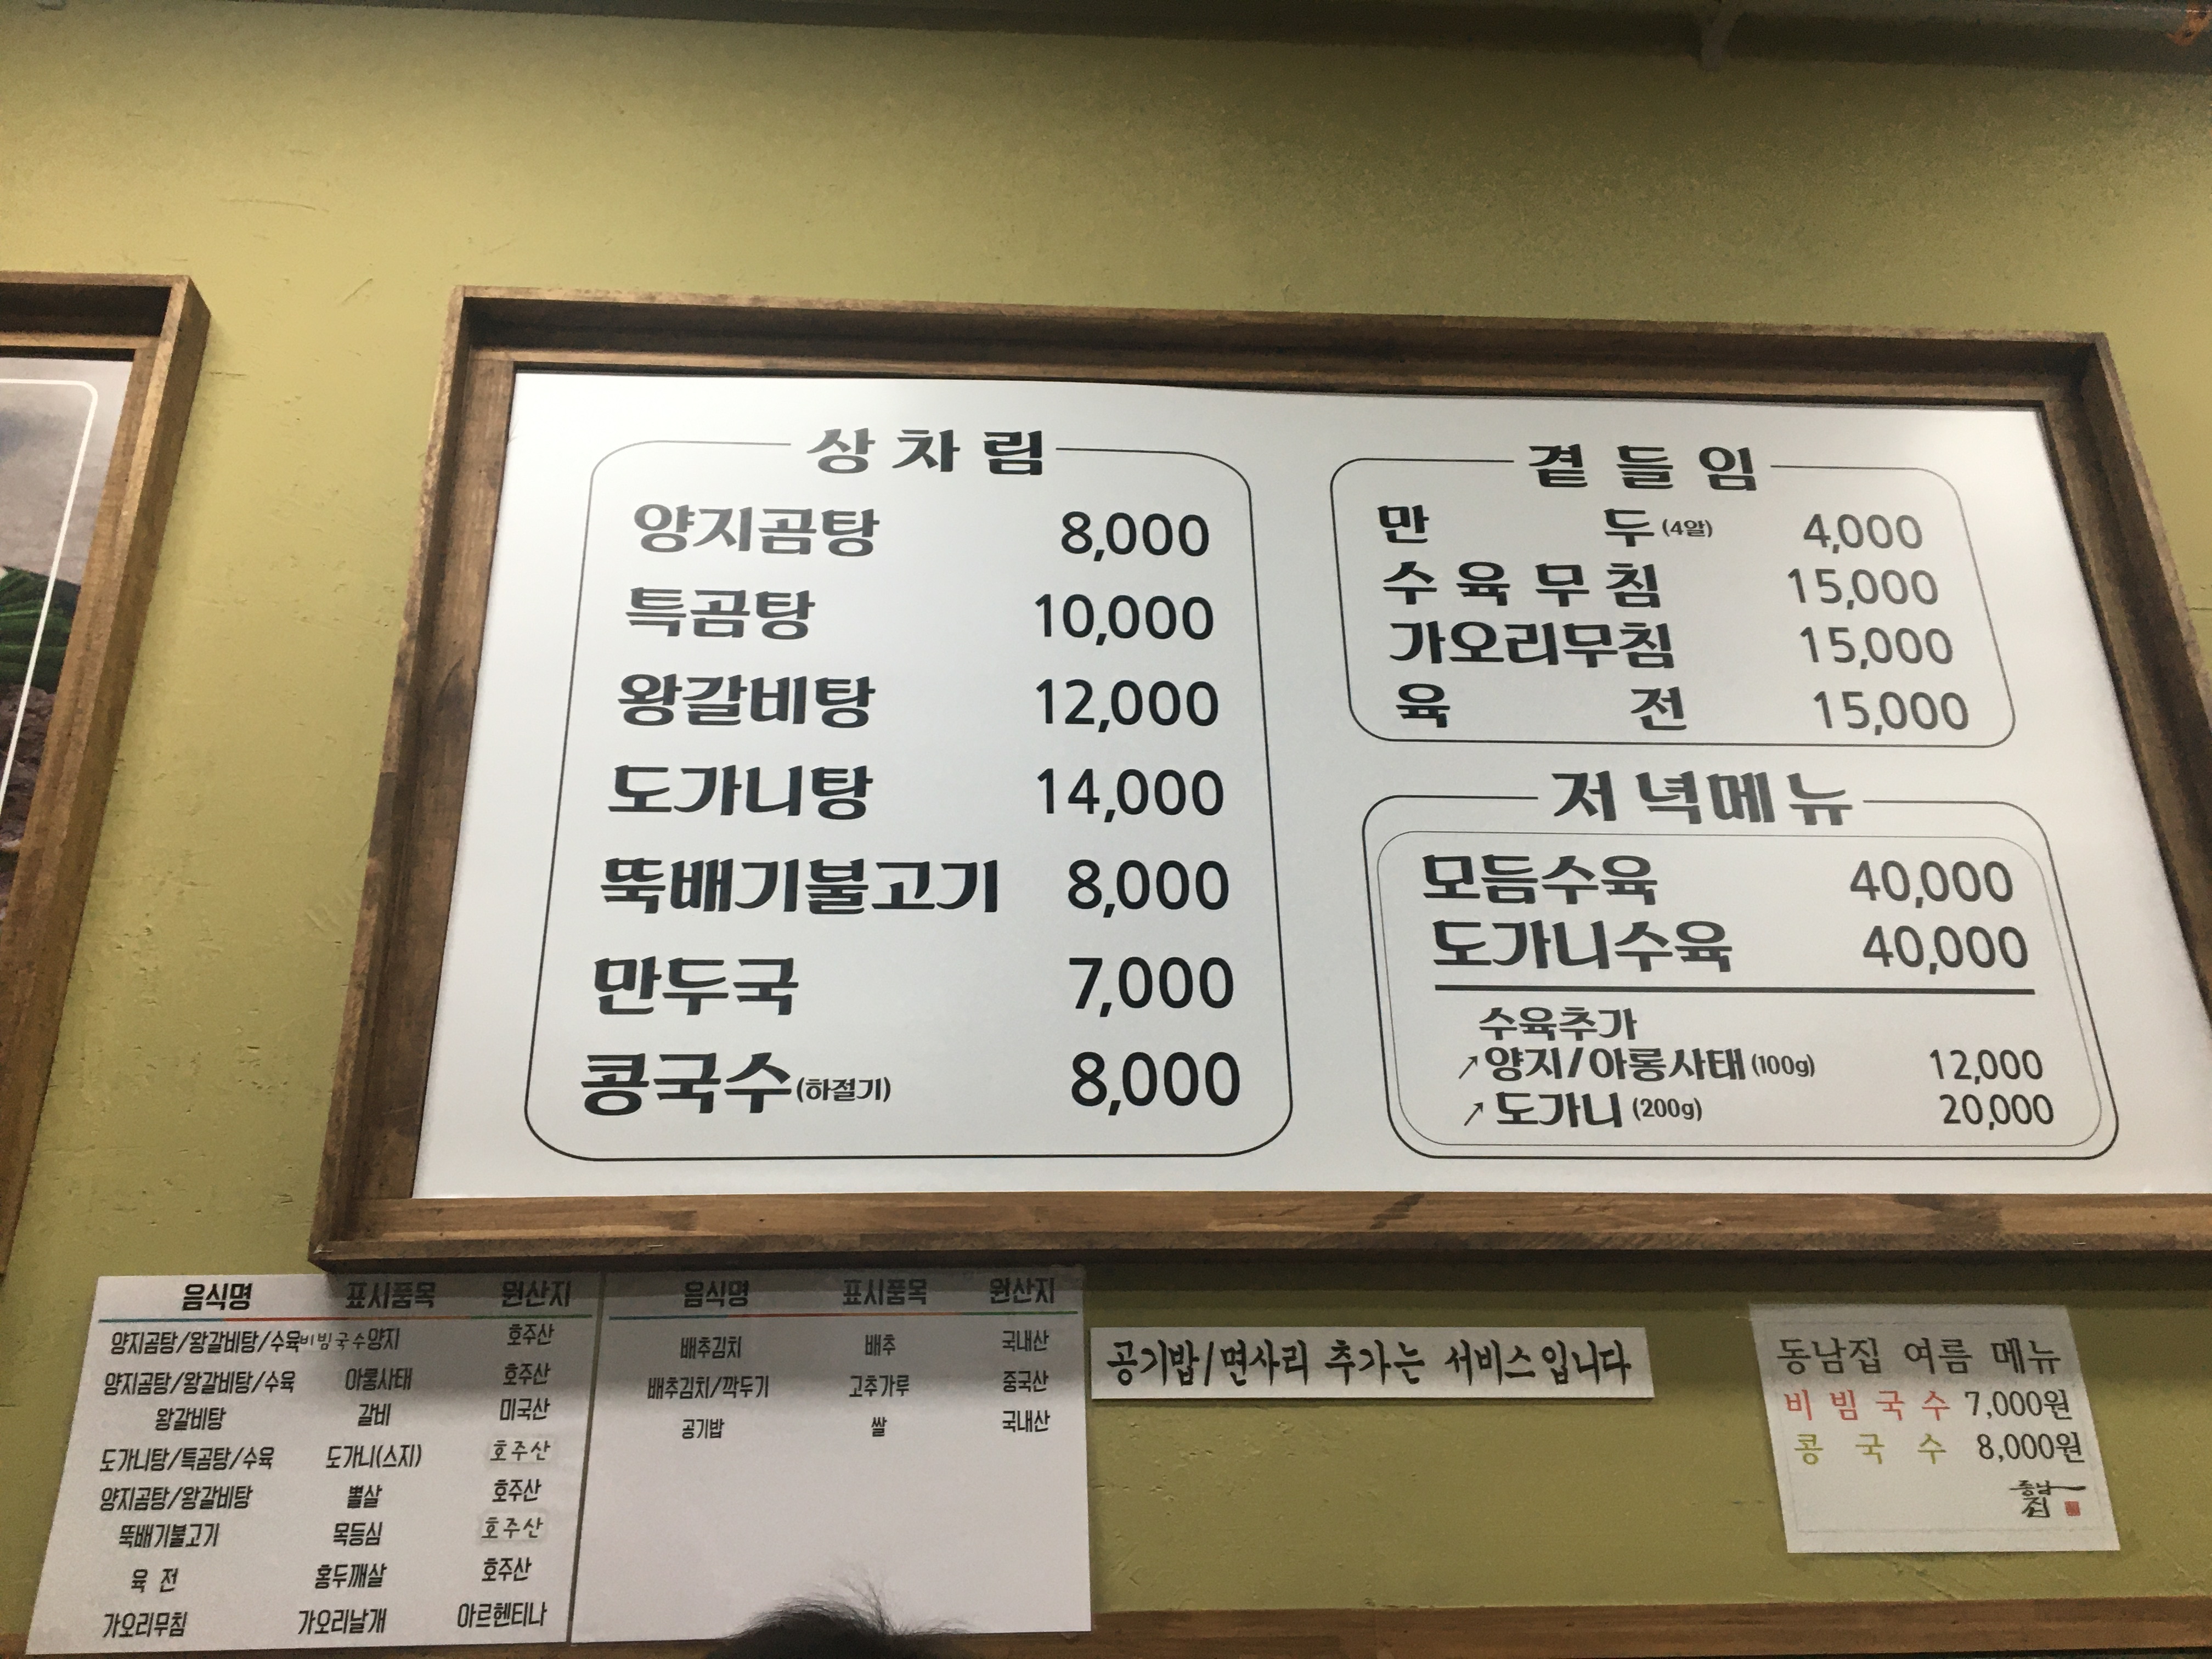 상차림
양지곰탕 8,000
특곰탕 10,000
왕갈비탕 12,000
도가니탕 14,000
뚝배기불고기 8,000
만두국 7,000
콩국수(하절기) 8,000
곁들임
만두(4알) 4,000
수육무침 15,000
가오리무침 15,000
육전 15,000
저녁메뉴
모듬수육 40,000
도가니수육 40,000
수육추가
↗양지/아롱사태(100g) 12,000
↗도가니(200g) 20,000
음식명 표시품목 원산지
양지곰탕/왕갈비탕/수육비빔국수양지 호주산
양지곰탕/왕갈비탕/수육 아롱사태 호주산
왕갈비탕 갈비 미국산
도가니탕/특곰탕/수육 도가니(스지) 호주산
양지곰탕/왕갈비탕 볼살 호주산
뚝배기불고기 목등심 호주산
육 전 홍두깨살 호주산
가오리무침 가오리날개 아르헨티나
음식명 표시품목 원산지
배추김치 배추 국내산
배추김치/깍두기 고추가루 중국산
공기밥 쌀 국내산
공기밥/면사리 추가는 서비스입니다
동남집 여름 메뉴
비빔국수 7,000원
콩국수 8,000원
동남집